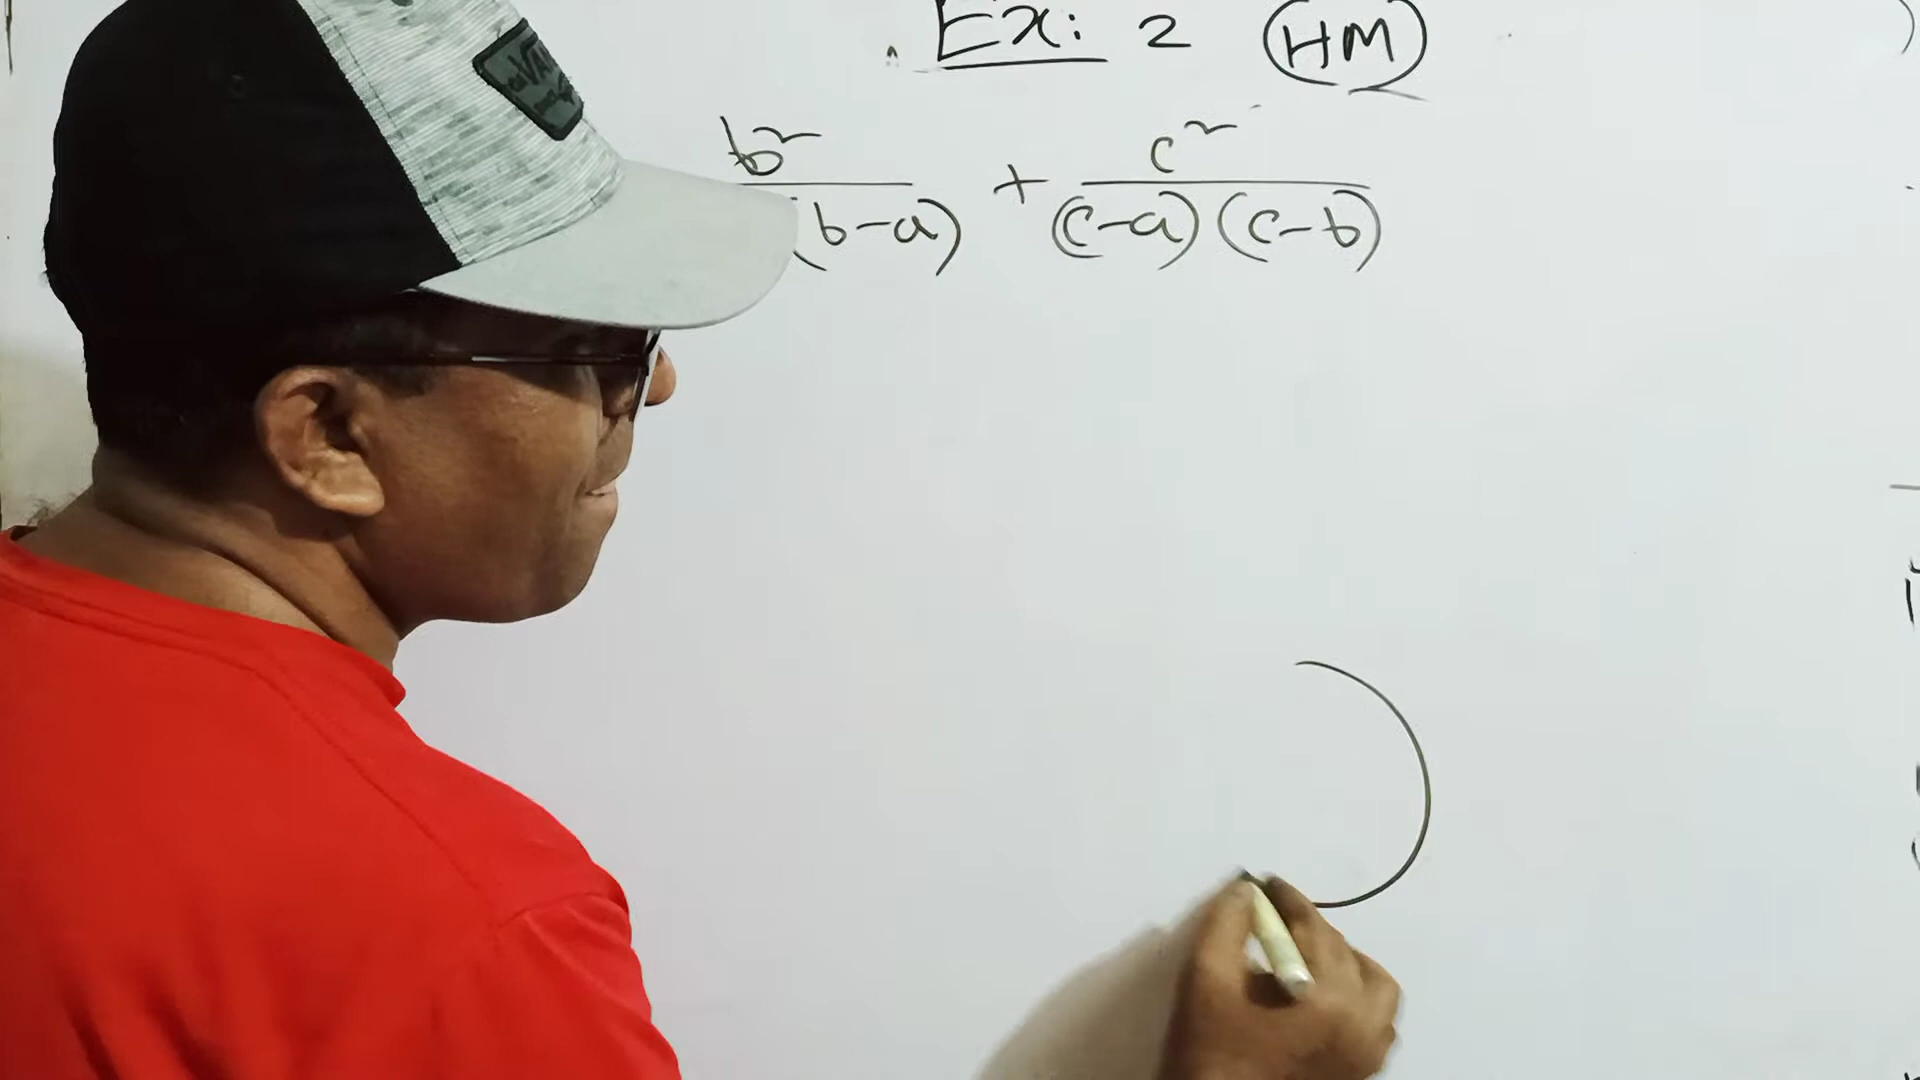 Ex: 2 HM
b² c²
(b-a) + (c-a) (c-b)